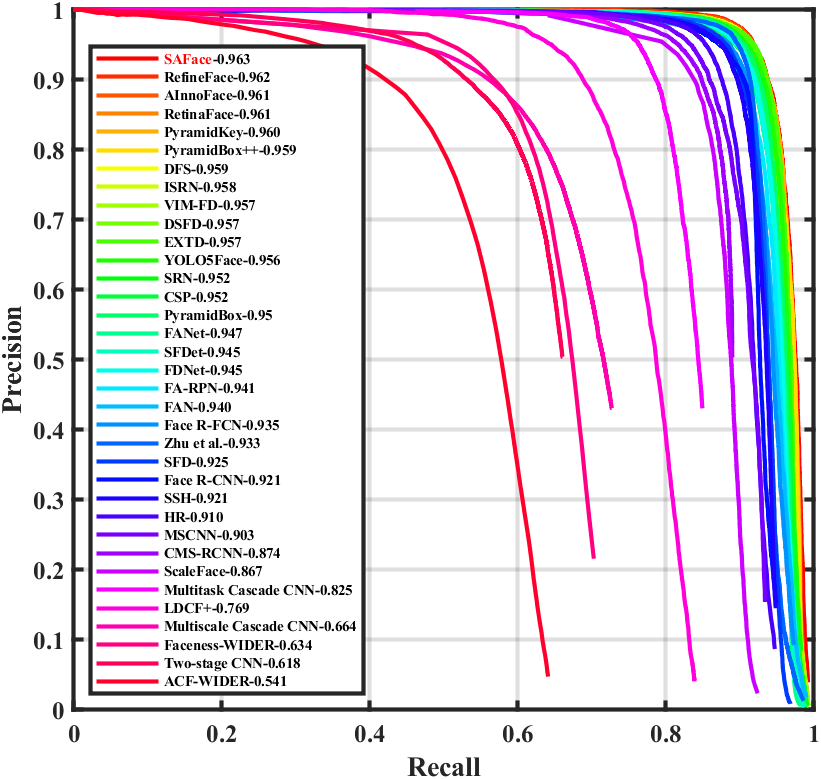 1
0.9
0.8
0.7
0.6
0.5
0.4
0.3
0.2
0.1
0
Precision
SAFace-0.963
RefineFace-0.962
AInnoFace-0.961
RetinaFace-0.961
PyramidKey-0.960
PyramidBox++-0.959
DFS-0.959
ISRN-0.958
VIM-FD-0.957
DSFD-0.957
EXTD-0.957
YOLO5Face-0.956
SRN-0.952
CSP-0.952
PyramidBox-0.95
FANet-0.947
SFDet-0.945
FDNet-0.945
FA-RPN-0.941
FAN-0.940
Face R-FCN-0.935
Zhu et al.-0.933
SFD-0.925
Face R-CNN-0.921
SSH-0.921
HR-0.910
MSCNN-0.903
CMS-RCNN-0.874
ScaleFace-0.867
Multitask Cascade CNN-0.825
LDCF+-0.769
Multiscale Cascade CNN-0.664
Faceness-WIDER-0.634
Two-stage CNN-0.618
ACF-WIDER-0.541
0 0.2 0.4 0.6 0.8 1
Recall